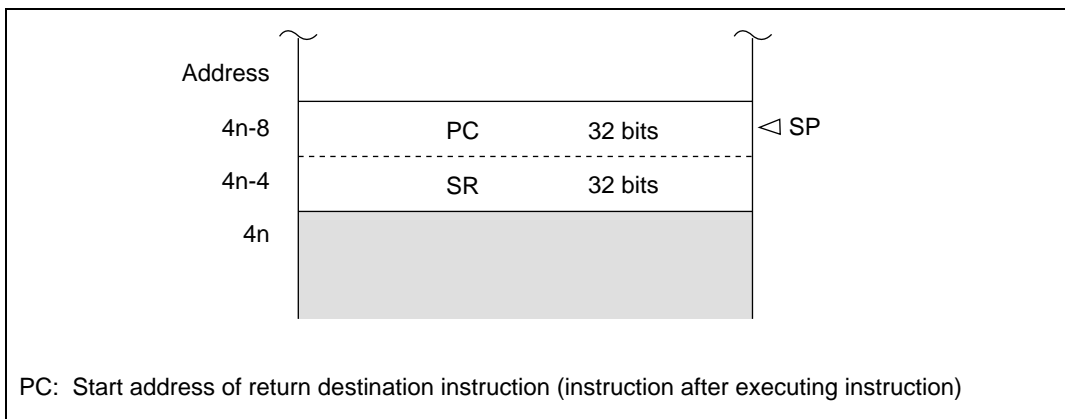 Address
4n-8 PC 32 bits SP
4n-4 SR 32 bits
4n
PC: Start address of return destination instruction (instruction after executing instruction)